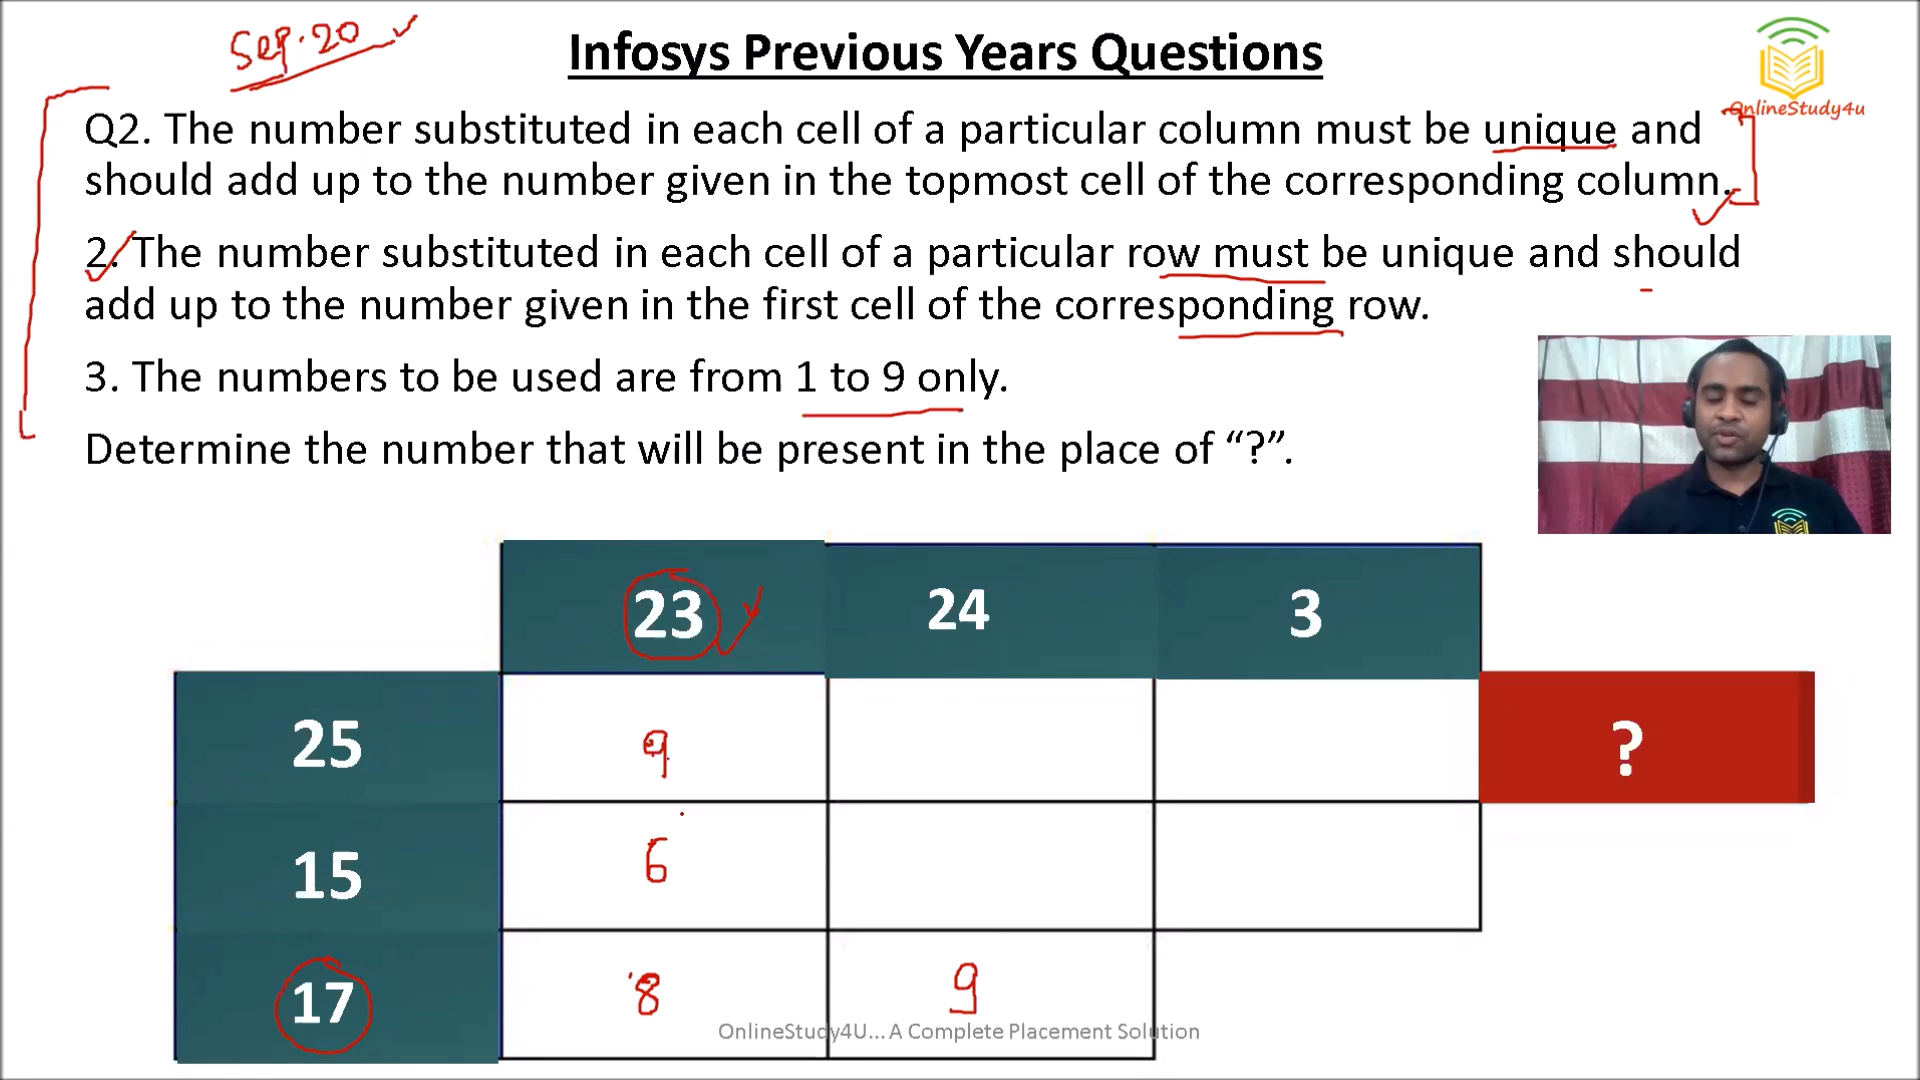 Sep. 20
Infosys Previous Years Questions
OnlineStudy4u
Q2. The number substituted in each cell of a particular column must be unique and
should add up to the number given in the topmost cell of the corresponding column.
2. The number substituted in each cell of a particular row must be unique and should
add up to the number given in the first cell of the corresponding row.
3. The numbers to be used are from 1 to 9 only.
Determine the number that will be present in the place of “?”.
23 24 3
25 9 ?
15 6
17 8 9
OnlineStudy4U... A Complete Placement Solution